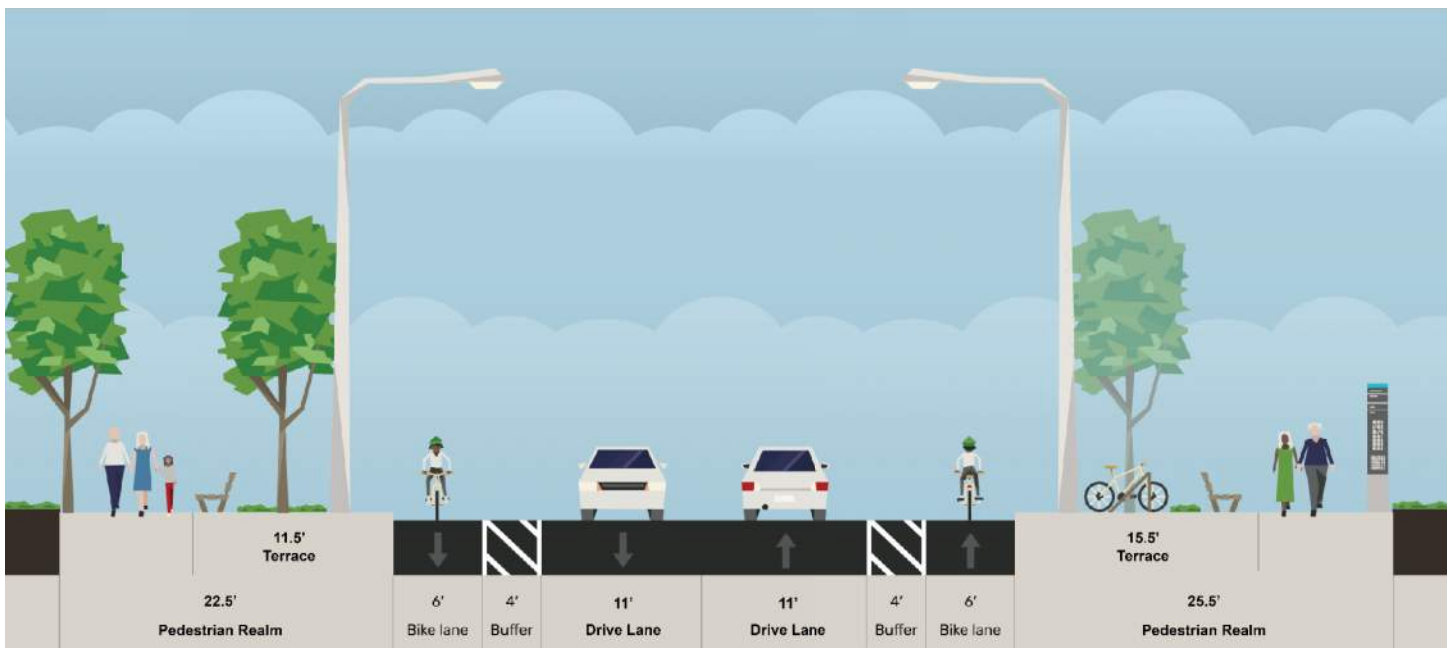 11.5'
Terrace
15.5'
Terrace
22.5'
Pedestrian Realm
6'
Bike lane
4'
Buffer
11'
Drive Lane
11'
Drive Lane
4'
Buffer
6'
Bike lane
25.5'
Pedestrian Realm